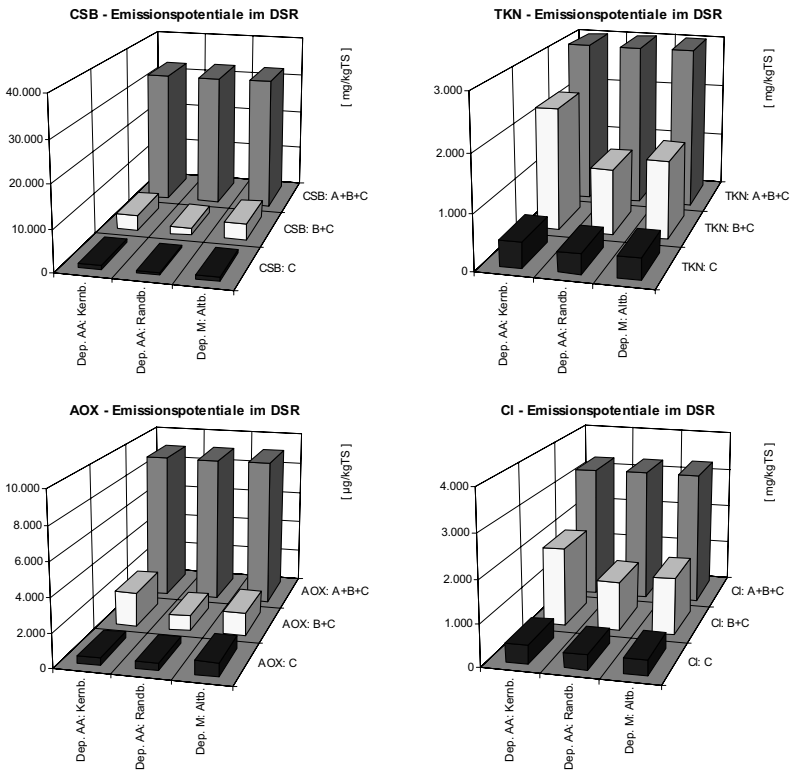 CSB - Emissionspotentiale im DSR
[ mg/kgTS ]
40.000
30.000
20.000
10.000
0
CSB: A+B+C
CSB: B+C
CSB: C
Dep. AA: Kernb.
Dep. AA: Randb.
Dep. M: Altb.
TKN - Emissionspotentiale im DSR
[ mg/kgTS ]
3.000
2.000
1.000
0
TKN: A+B+C
TKN: B+C
TKN: C
Dep. AA: Kernb.
Dep. AA: Randb.
Dep. M: Altb.
AOX - Emissionspotentiale im DSR
[ µg/kgTS ]
10.000
8.000
6.000
4.000
2.000
0
AOX: A+B+C
AOX: B+C
AOX: C
Dep. AA: Kernb.
Dep. AA: Randb.
Dep. M: Altb.
Cl - Emissionspotentiale im DSR
[ mg/kgTS ]
4.000
3.000
2.000
1.000
0
Cl: A+B+C
Cl: B+C
Cl: C
Dep. AA: Kernb.
Dep. AA: Randb.
Dep. M: Altb.